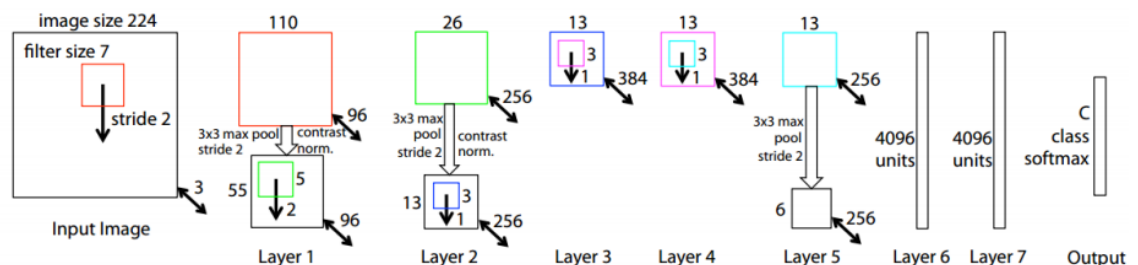 image size 224
filter size 7
stride 2
3
Input Image
110
96
3x3 max pool
stride 2
contrast
norm.
55
5
2
96
Layer 1
26
256
3x3 max
pool
stride 2
contrast
norm.
13
3
1
256
Layer 2
13
3
1
384
Layer 3
13
3
1
384
Layer 4
13
256
3x3 max
pool
stride 2
6
256
Layer 5
4096
units
Layer 6
4096
units
Layer 7
C
class
softmax
Output